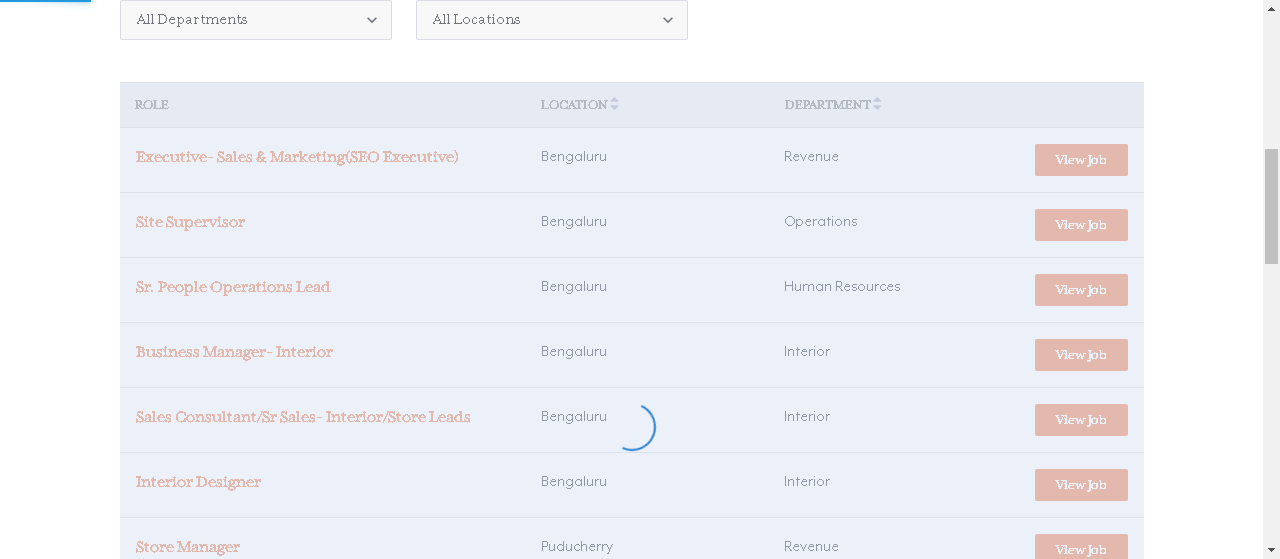 All Departments All Locations
ROLE LOCATION DEPARTMENT
Executive- Sales & Marketing(SEO Executive) Bengaluru Revenue View Job
Site Supervisor Bengaluru Operations View Job
Sr. People Operations Lead Bengaluru Human Resources View Job
Business Manager- Interior Bengaluru Interior View Job
Sales Consultant/Sr Sales- Interior/Store Leads Bengaluru Interior View Job
Interior Designer Bengaluru Interior View Job
Store Manager Puducherry Revenue View Job